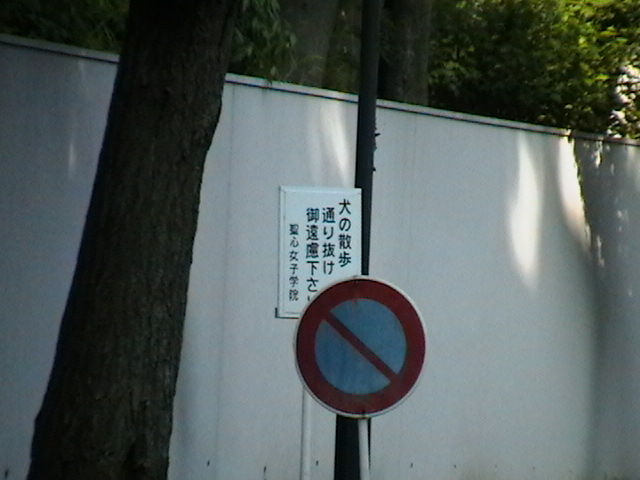 犬の散歩
通り抜け
御遠慮下さ
聖心女子学院